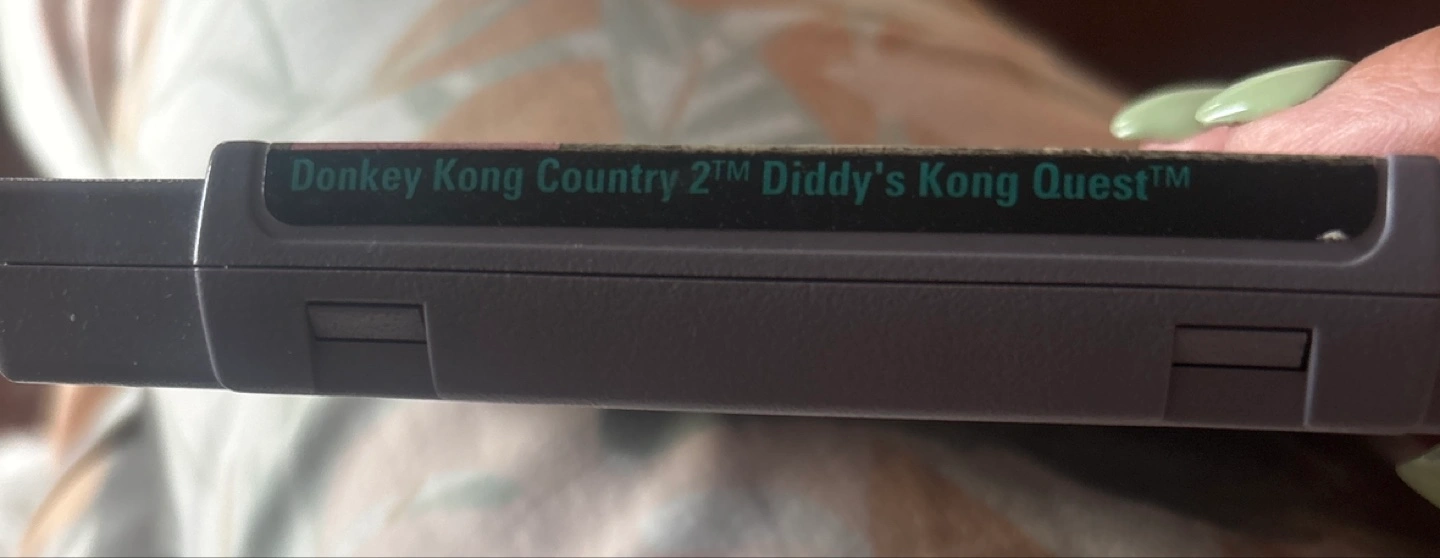 Donkey Kong Country 2™ Diddy's Kong Quest™